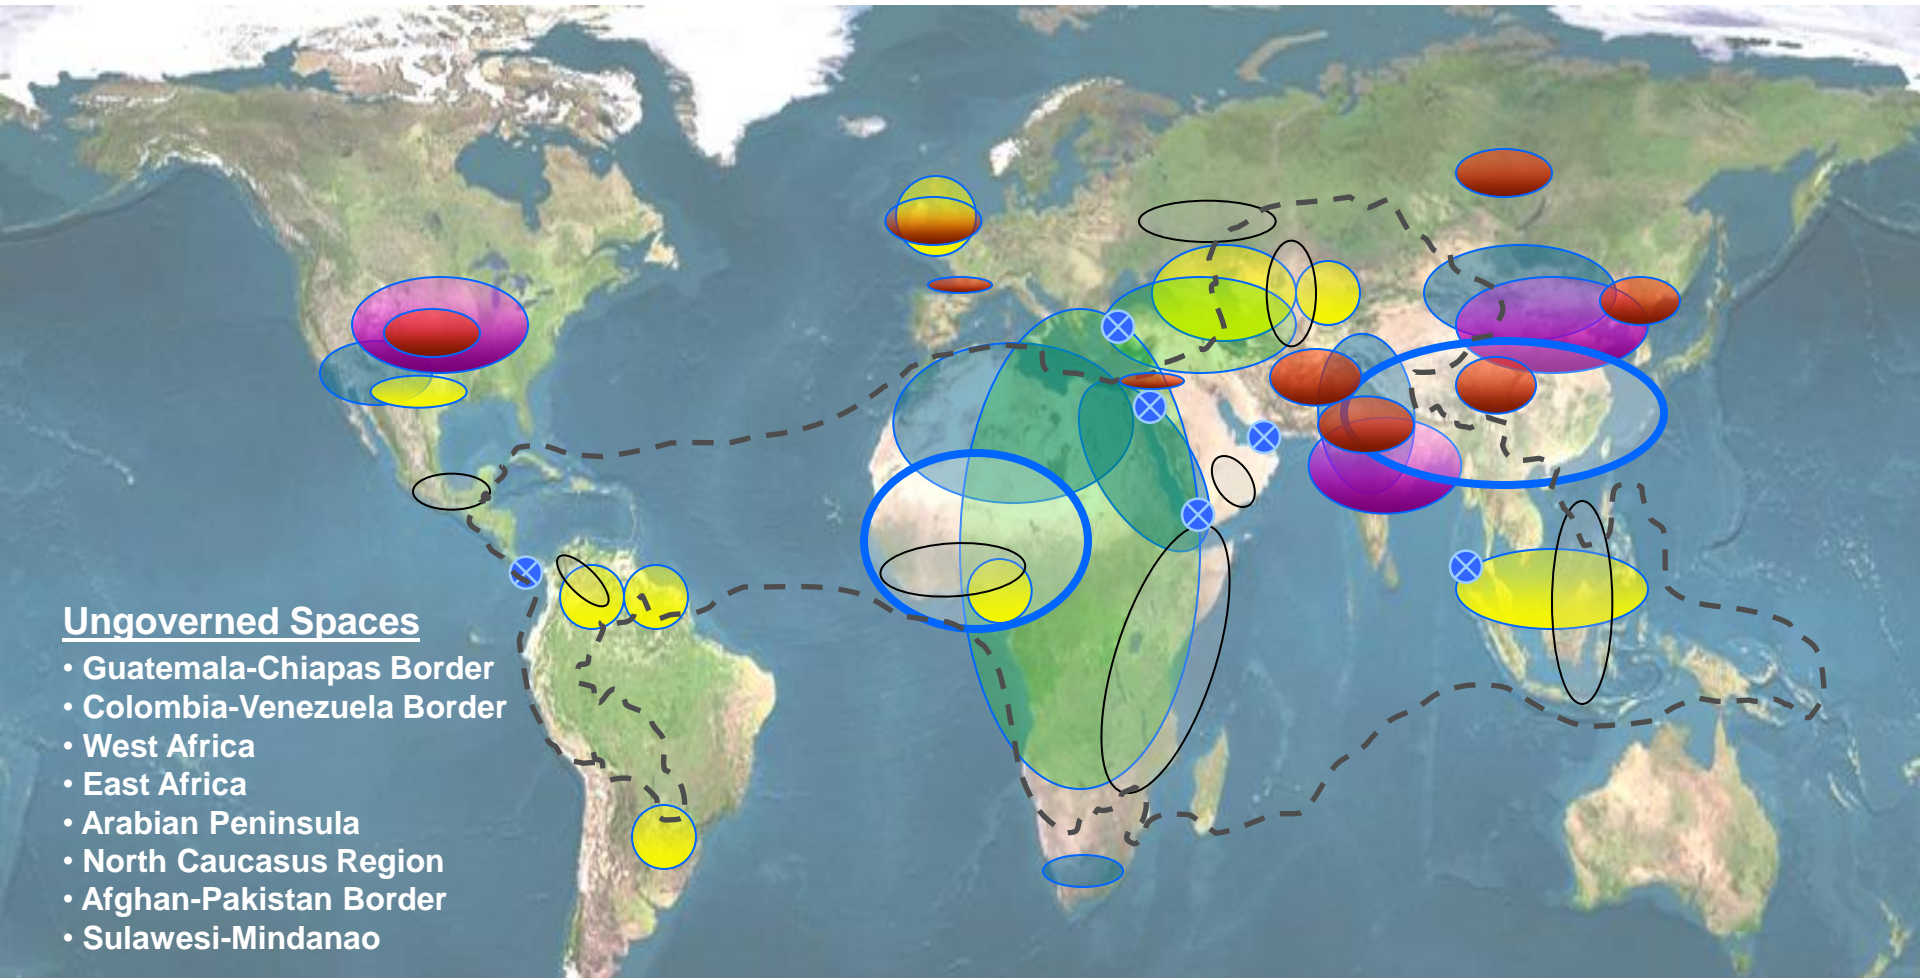 Ungoverned Spaces
• Guatemala-Chiapas Border
• Colombia-Venezuela Border
• West Africa
• East Africa
• Arabian Peninsula
• North Caucasus Region
• Afghan-Pakistan Border
• Sulawesi-Mindanao